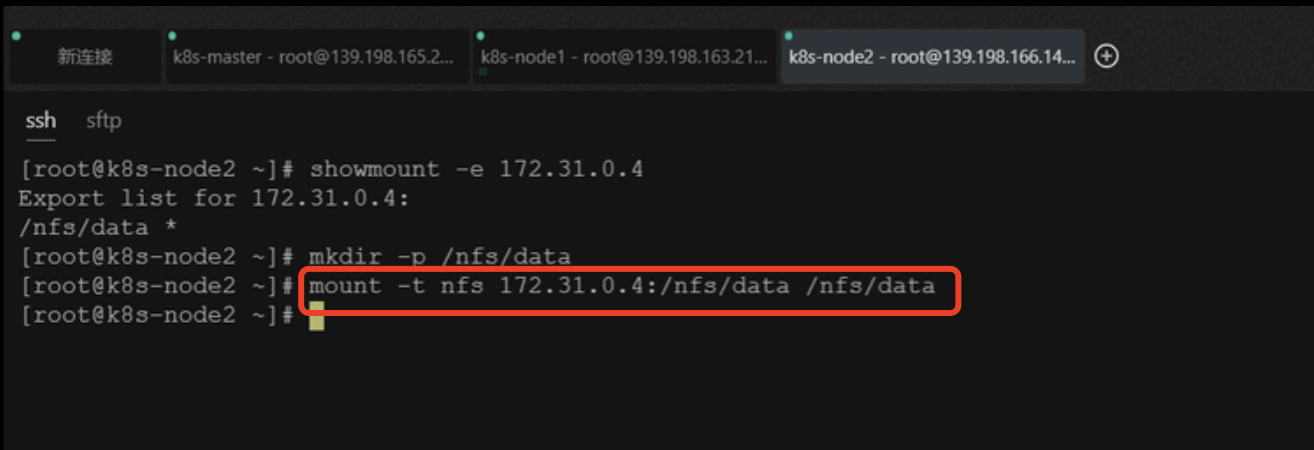 新连接
k8s-master - root@139.198.165.2...
k8s-node1 - root@139.198.163.21...
k8s-node2 - root@139.198.166.14...
ssh sftp
[root@k8s-node2 ~]# showmount -e 172.31.0.4
Export list for 172.31.0.4:
/nfs/data *
[root@k8s-node2 ~]# mkdir -p /nfs/data
[root@k8s-node2 ~]# mount -t nfs 172.31.0.4:/nfs/data /nfs/data
[root@k8s-node2 ~]#